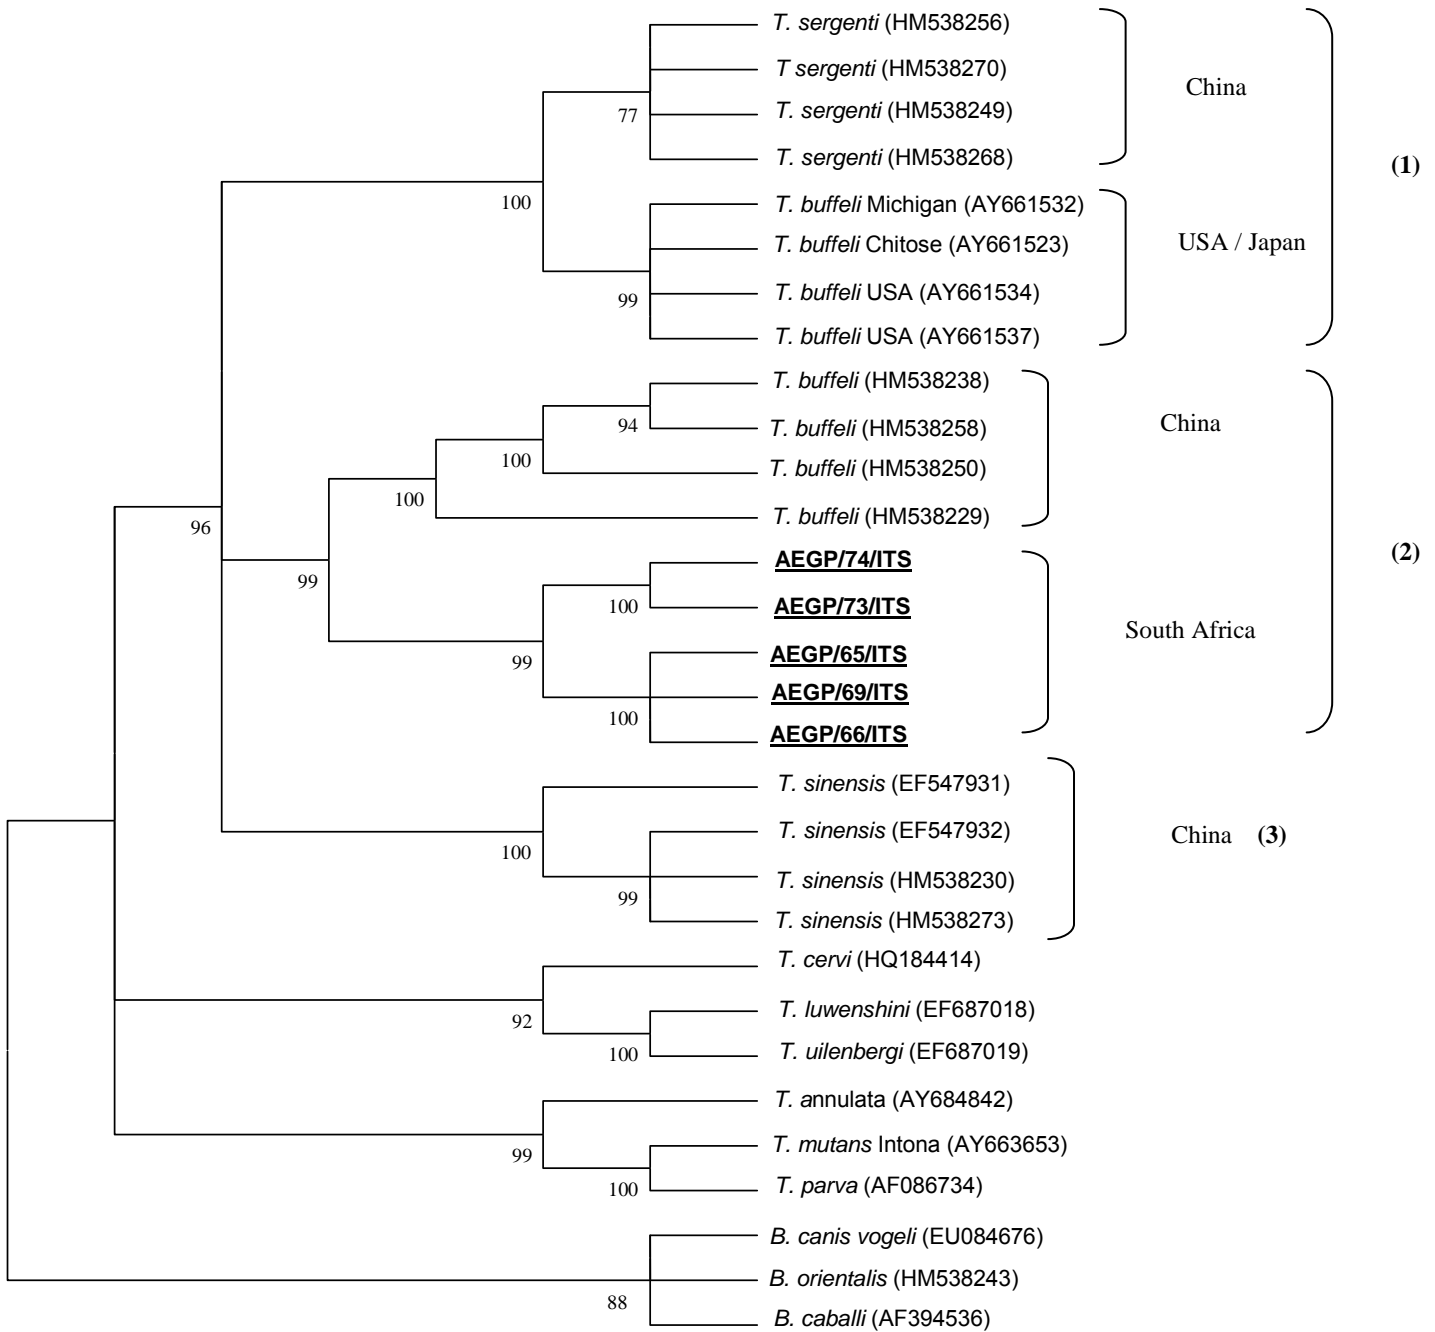 T. sergenti (HM538256)
T sergenti (HM538270)
China
77
T. sergenti (HM538249)
T. sergenti (HM538268)
(1)
100
T. buffeli Michigan (AY661532)
T. buffeli Chitose (AY661523)
USA / Japan
99
T. buffeli USA (AY661534)
T. buffeli USA (AY661537)
T. buffeli (HM538238)
94
T. buffeli (HM538258)
China
100
T. buffeli (HM538250)
100
T. buffeli (HM538229)
96
99
AEGP/74/ITS
(2)
100
AEGP/73/ITS
South Africa
99
AEGP/65/ITS
AEGP/69/ITS
100
AEGP/66/ITS
T. sinensis (EF547931)
T. sinensis (EF547932)
China (3)
100
T. sinensis (HM538230)
99
T. sinensis (HM538273)
T. cervi (HQ184414)
92
T. luwenshini (EF687018)
100
T. uilenbergi (EF687019)
T. annulata (AY684842)
99
T. mutans Intona (AY663653)
100
T. parva (AF086734)
B. canis vogeli (EU084676)
B. orientalis (HM538243)
88
B. caballi (AF394536)